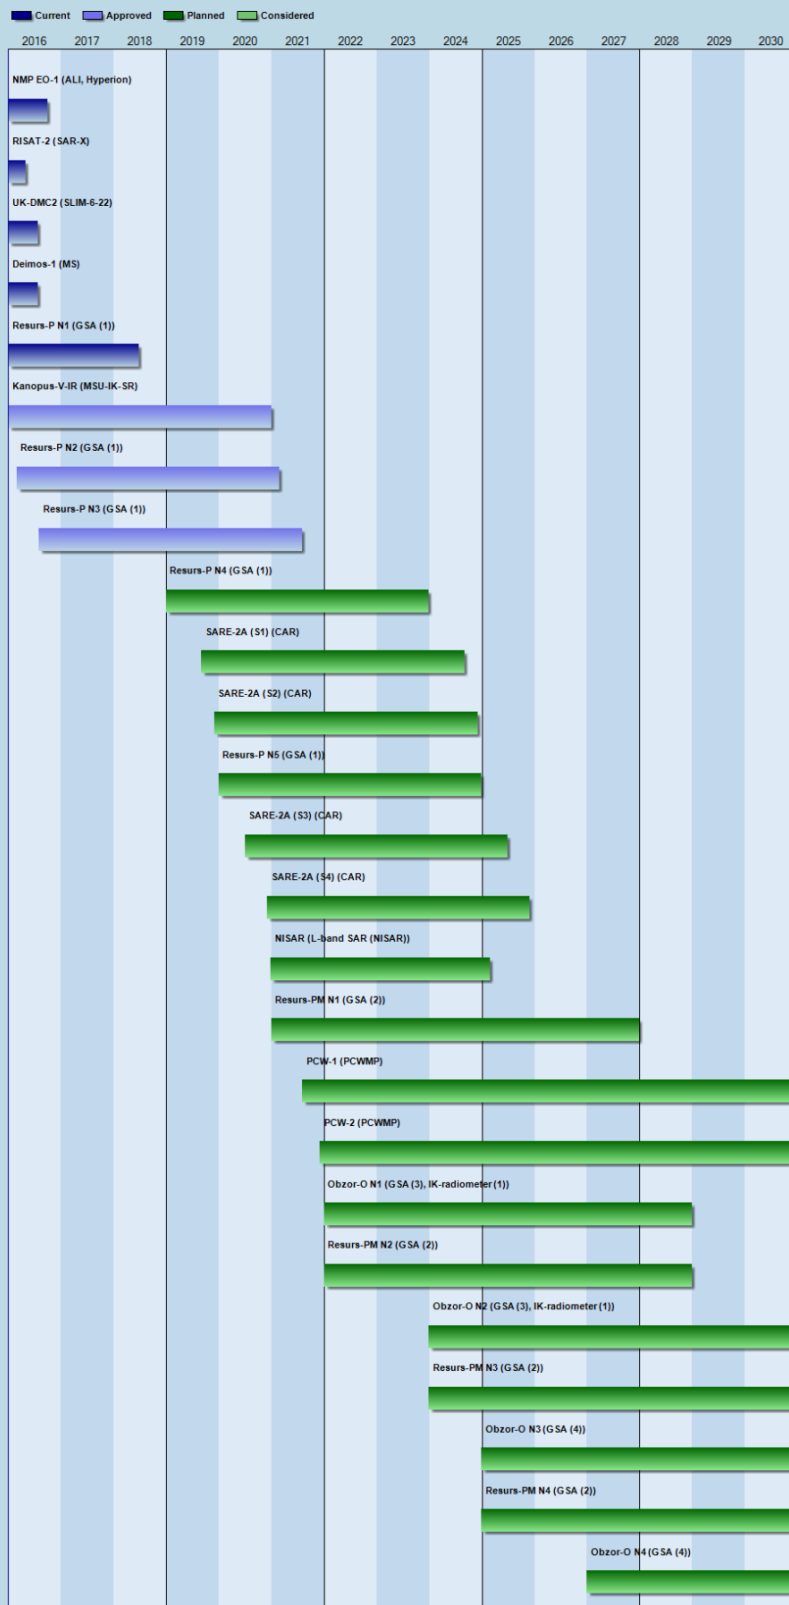 Current Approved Planned Considered
2016 2017 2018 2019 2020 2021 2022 2023 2024 2025 2026 2027 2028 2029 2030
NMP EO-1 (ALI, Hyperion)
RISAT-2 (SAR-X)
UK-DMC2 (SLIM-6-22)
Deimos-1 (MS)
Resurs-P N1 (GSA (1))
Kanopus-V-IR (MSU-IK-SR)
Resurs-P N2 (GSA (1))
Resurs-P N3 (GSA (1))
Resurs-P N4 (GSA (1))
SARE-2A (S1) (CAR)
SARE-2A (S2) (CAR)
Resurs-P N5 (GSA (1))
SARE-2A (S3) (CAR)
SARE-2A (S4) (CAR)
NISAR (L-band SAR (NISAR))
Resurs-PM N1 (GSA (2))
PCW-1 (PCWMP)
PCW-2 (PCWMP)
Obzor-O N1 (GSA (3), IK-radiometer (1))
Resurs-PM N2 (GSA (2))
Obzor-O N2 (GSA (3), IK-radiometer (1))
Resurs-PM N3 (GSA (2))
Obzor-O N3 (GSA (4))
Resurs-PM N4 (GSA (2))
Obzor-O N4 (GSA (4))